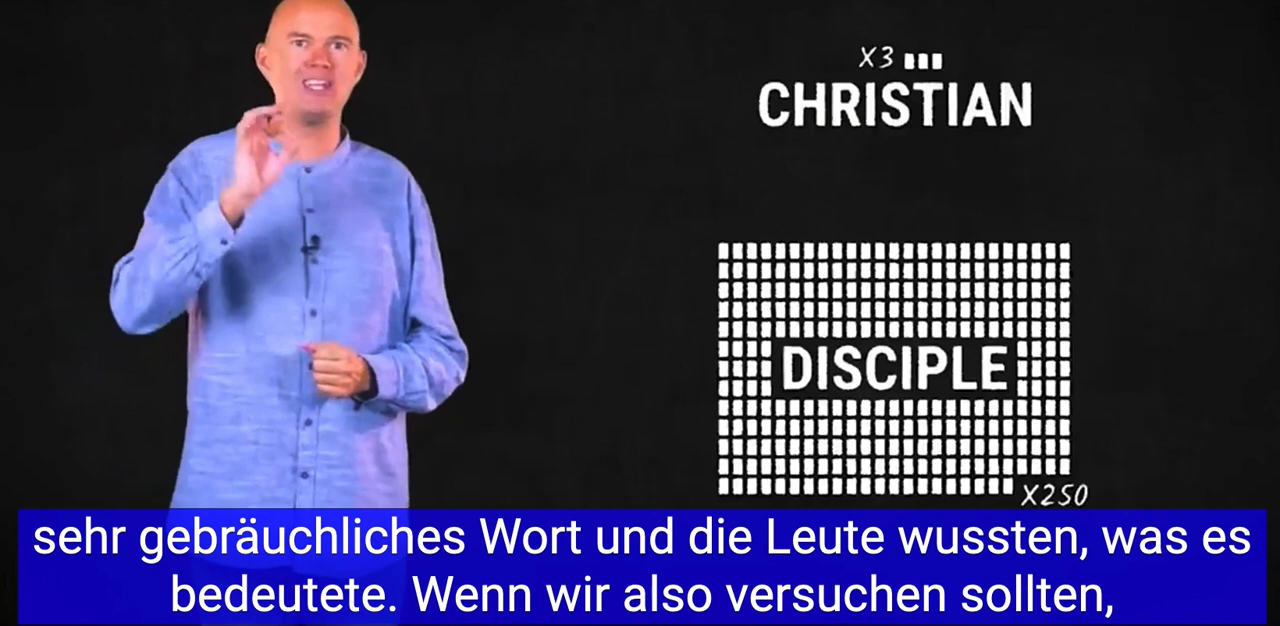 X3
CHRISTIAN
DISCIPLE
X250
sehr gebräuchliches Wort und die Leute wussten, was es
bedeutete. Wenn wir also versuchen sollten,